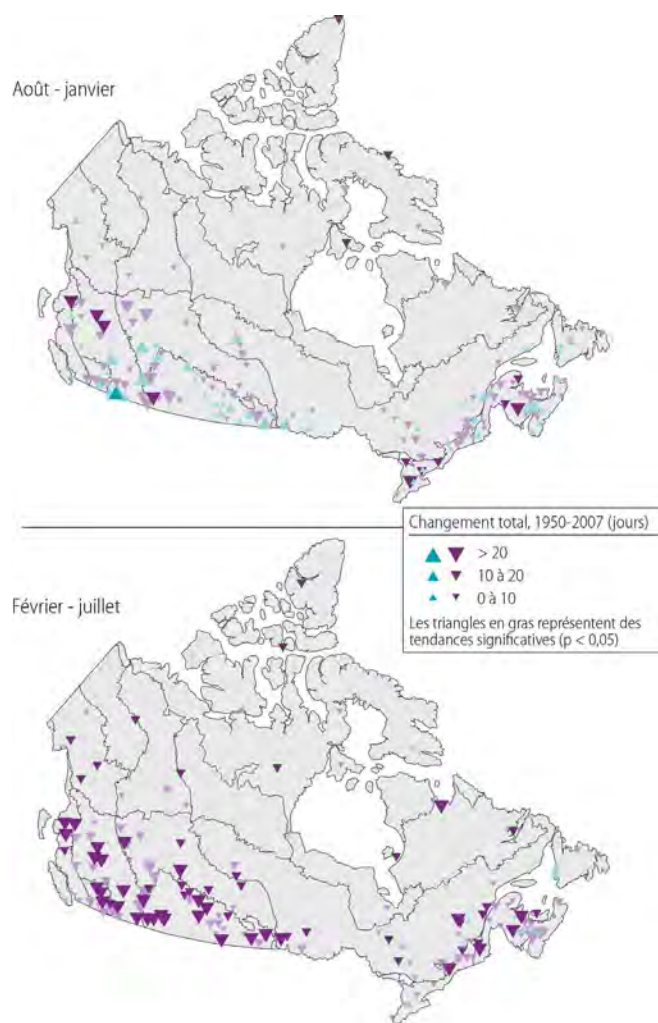 Août - janvier
Changement total, 1950-2007 (jours)
> 20
10 à 20
0 à 10
Les triangles en gras représentent des
tendances significatives (p < 0,05)
Février - juillet